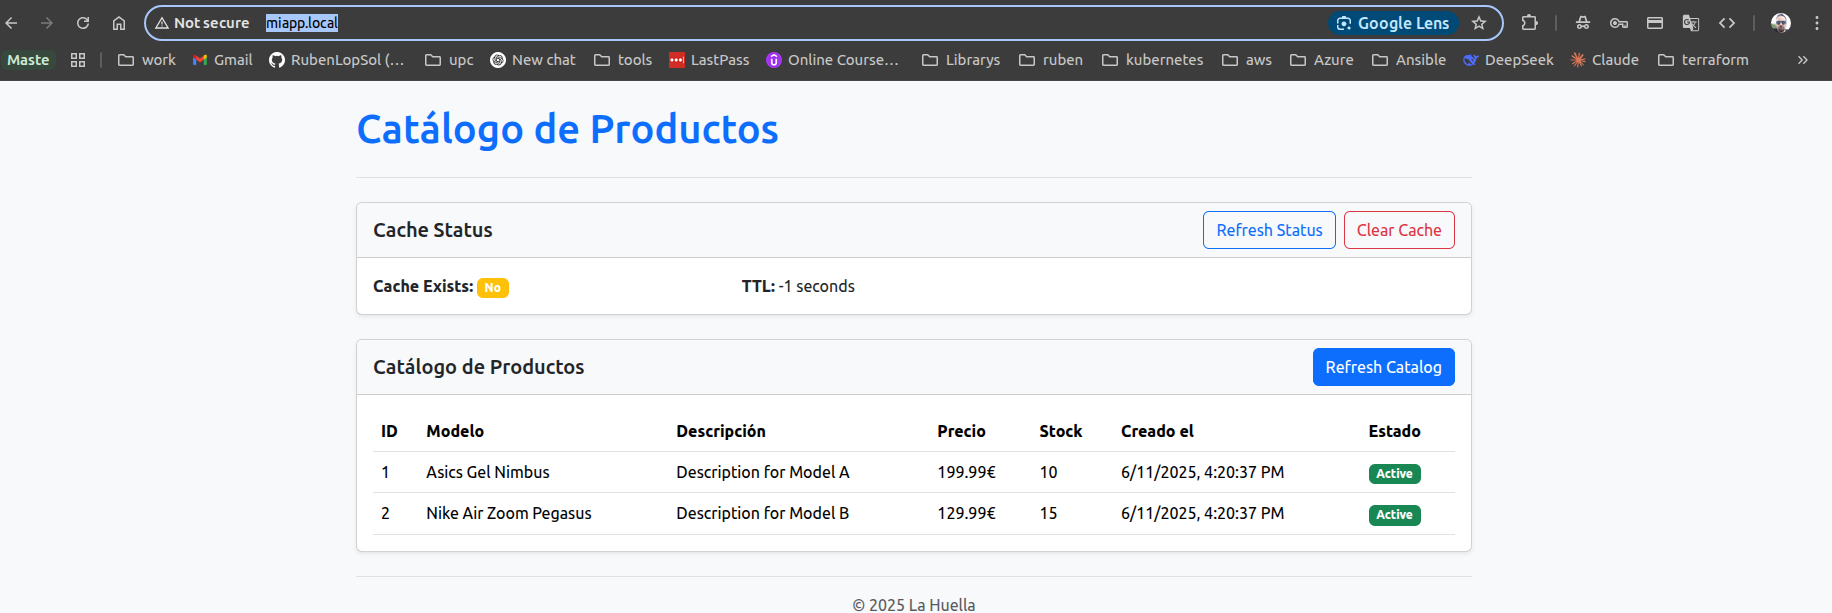 Not secure miapp.local Google Lens
Maste work Gmail RubenLopSol (... upc New chat tools LastPass Online Course... Librarys ruben kubernetes aws Azure Ansible DeepSeek Claude terraform »
Catálogo de Productos
Cache Status Refresh Status Clear Cache
Cache Exists: No TTL: -1 seconds
Catálogo de Productos Refresh Catalog
ID Modelo Descripción Precio Stock Creado el Estado
1 Asics Gel Nimbus Description for Model A 199.99€ 10 6/11/2025, 4:20:37 PM Active
2 Nike Air Zoom Pegasus Description for Model B 129.99€ 15 6/11/2025, 4:20:37 PM Active
© 2025 La Huella